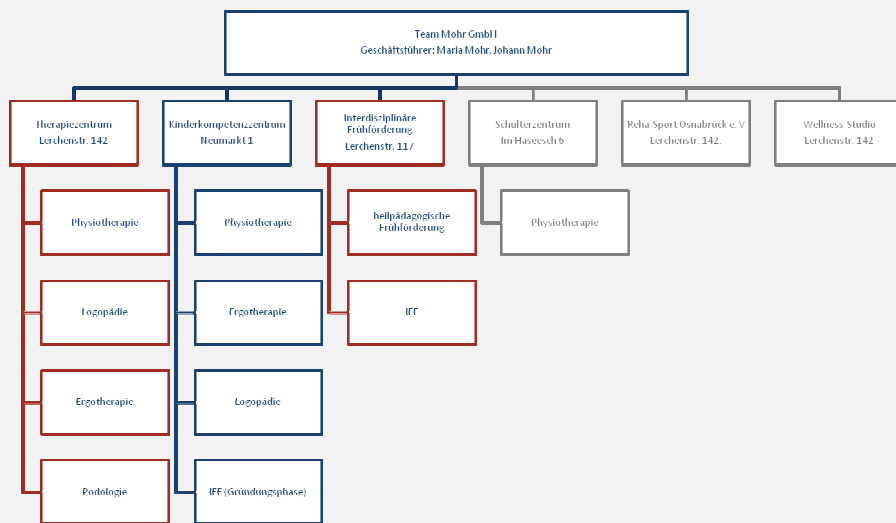 Team Mohr GmbH
Geschäftsführer: Maria Mohr, Johann Mohr
Therapiezentrum
Lerchenstr. 142
Kinderkompetenzzentrum
Neumarkt 1
Interdisziplinäre
Frühförderung
Lerchenstr. 117
Schulterzentrum
Im Haseesch 6
Reha-Sport Osnabrück e. V
Lerchenstr. 142.
Wellness-Studio
Lerchenstr. 142
Physiotherapie
Physiotherapie
heilpädagogische
Frühförderung
Physiotherapie
Logopädie
Ergotherapie
IFF
Ergotherapie
Logopädie
Podologie
IFF (Gründungsphase)